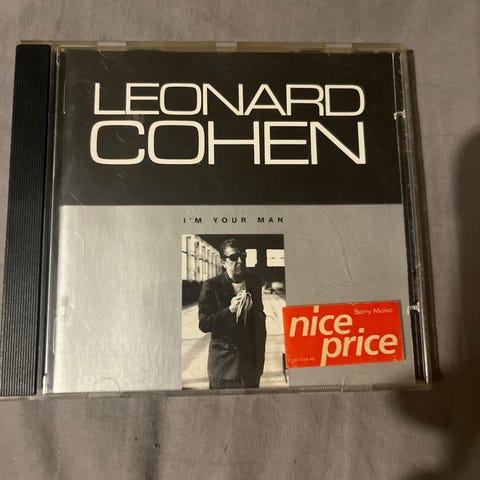 LEONARD
COHEN
I'M YOUR MAN
Sony Music
nice
price